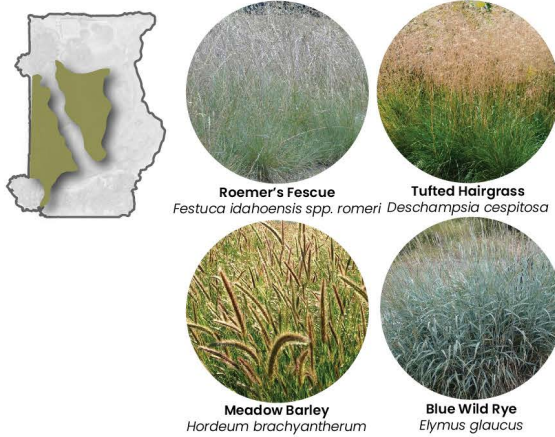 Roemer's Fescue
Festuca idahoensis spp. romeri
Tufted Hairgrass
Deschampsia cespitosa
Meadow Barley
Hordeum brachyantherum
Blue Wild Rye
Elymus glaucus